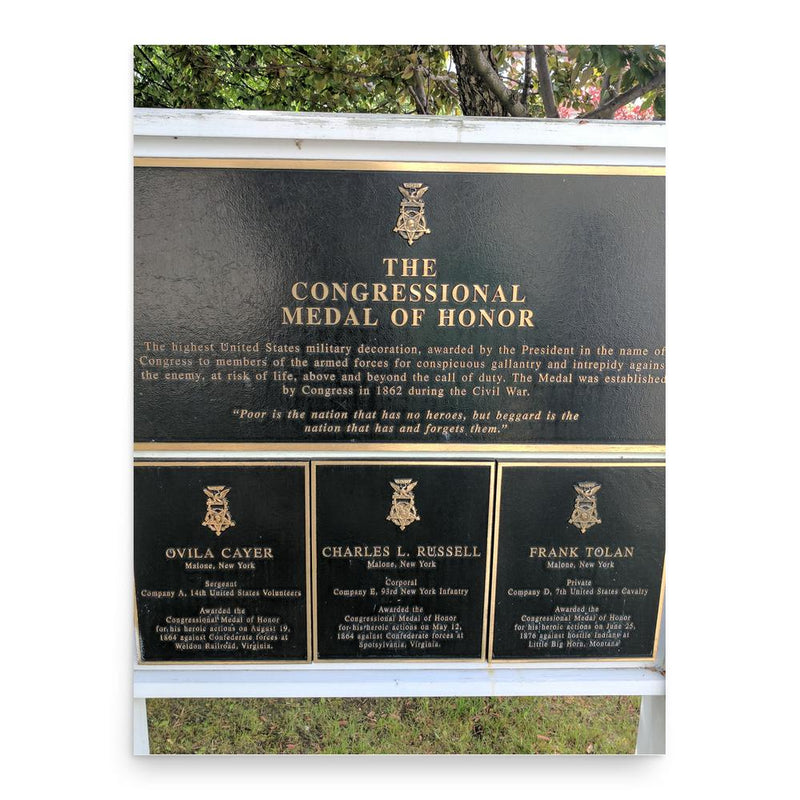 THE
CONGRESSIONAL
MEDAL OF HONOR
The highest United States military decoration, awarded by the President in the name of
Congress to members of the armed forces for conspicuous gallantry and intrepidity agains
the enemy, at risk of life, above and beyond the call of duty. The Medal was established
by Congress in 1862 during the Civil War.
"Poor is the nation that has no heroes, but beggard is the
nation that has and forgets them."
OVILA CAYER
Malone, New York
Sergeant
Company A, 14th United States Volunteers
Awarded the
Congressional Medal of Honor
for his heroic actions on August 19,
1864 against Confederate forces at
Weldon Railroad, Virginia.
CHARLES L. RUSSELL
Malone, New York
Corporal
Company E, 93rd New York Infantry
Awarded the
Congressional Medal of Honor
for his heroic actions on May 12,
1864 against Confederate forces at
Spotsylvania, Virginia.
FRANK TOLAN
Malone, New York
Private
Company D, 7th United States Cavalry
Awarded the
Congressional Medal of Honor
for his heroic actions on June 25,
1876 against hostile Indians at
Little Big Horn, Montana